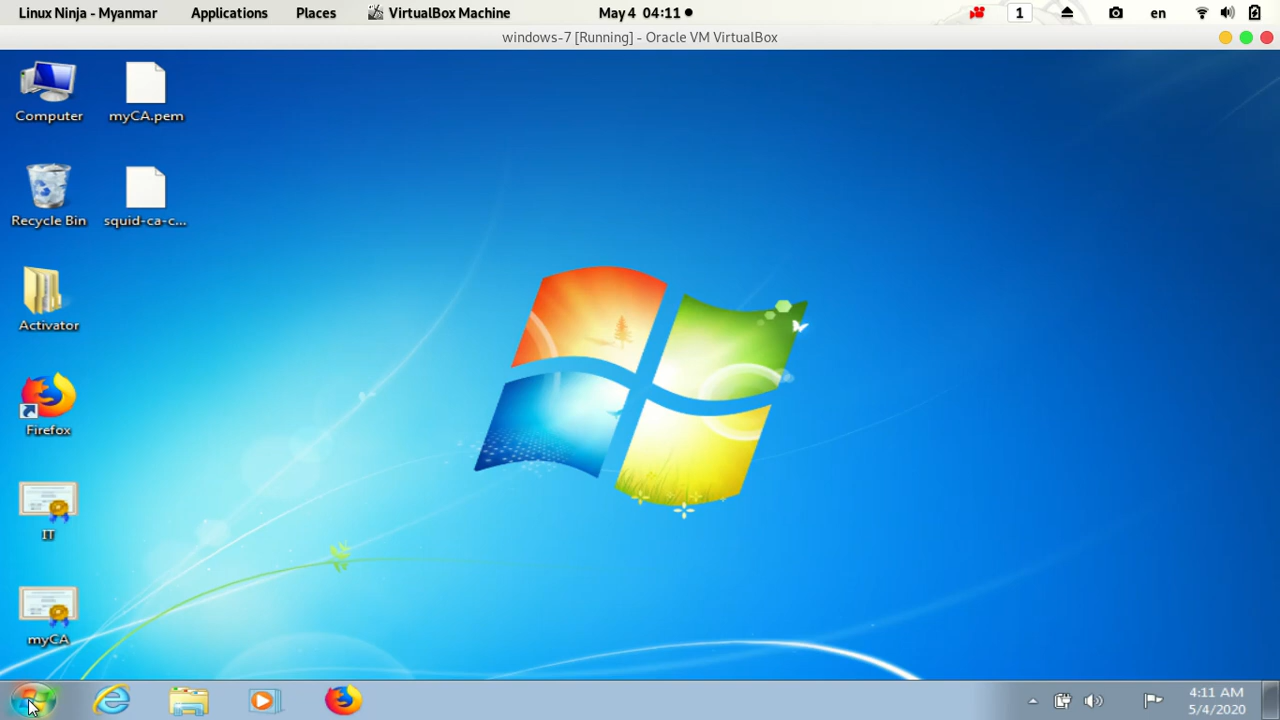 Linux Ninja - Myanmar Applications Places VirtualBox Machine May 4 04:11 1 en
windows-7 [Running] - Oracle VM VirtualBox
Computer myCA.pem
Recycle Bin squid-ca-c...
Activator
Firefox
IT
myCA
4:11 AM
5/4/2020